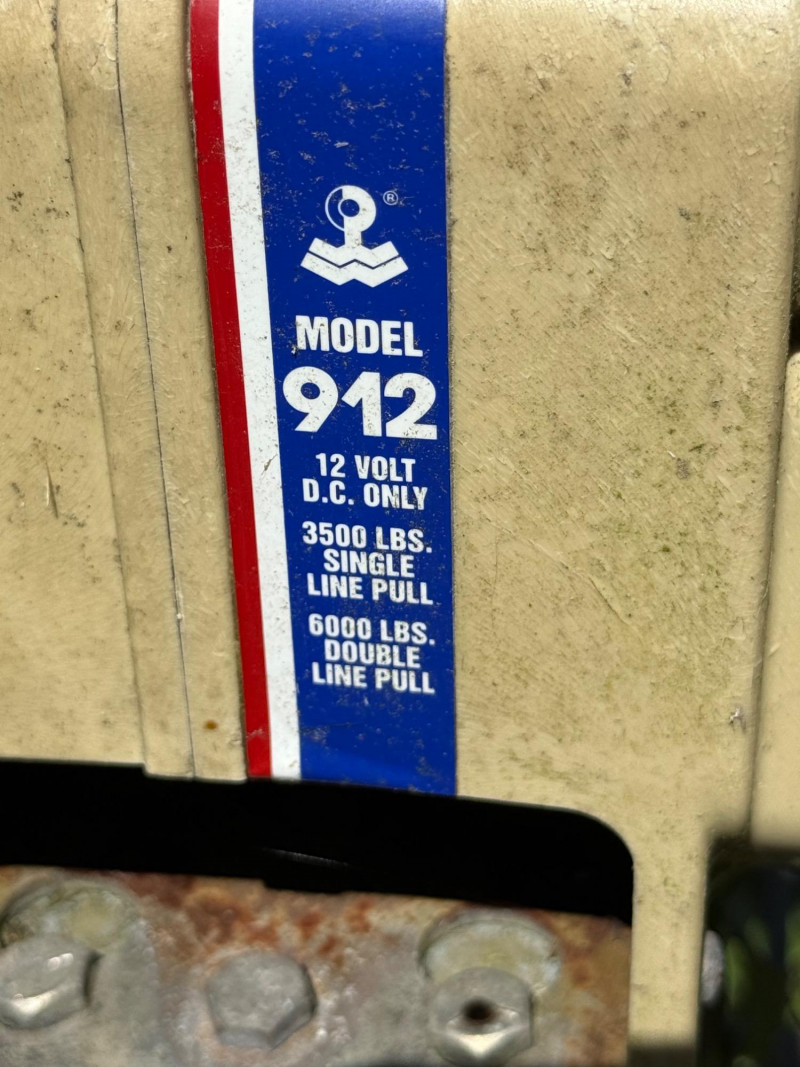 ®
MODEL
912
12 VOLT
D.C. ONLY
3500 LBS.
SINGLE
LINE PULL
6000 LBS.
DOUBLE
LINE PULL